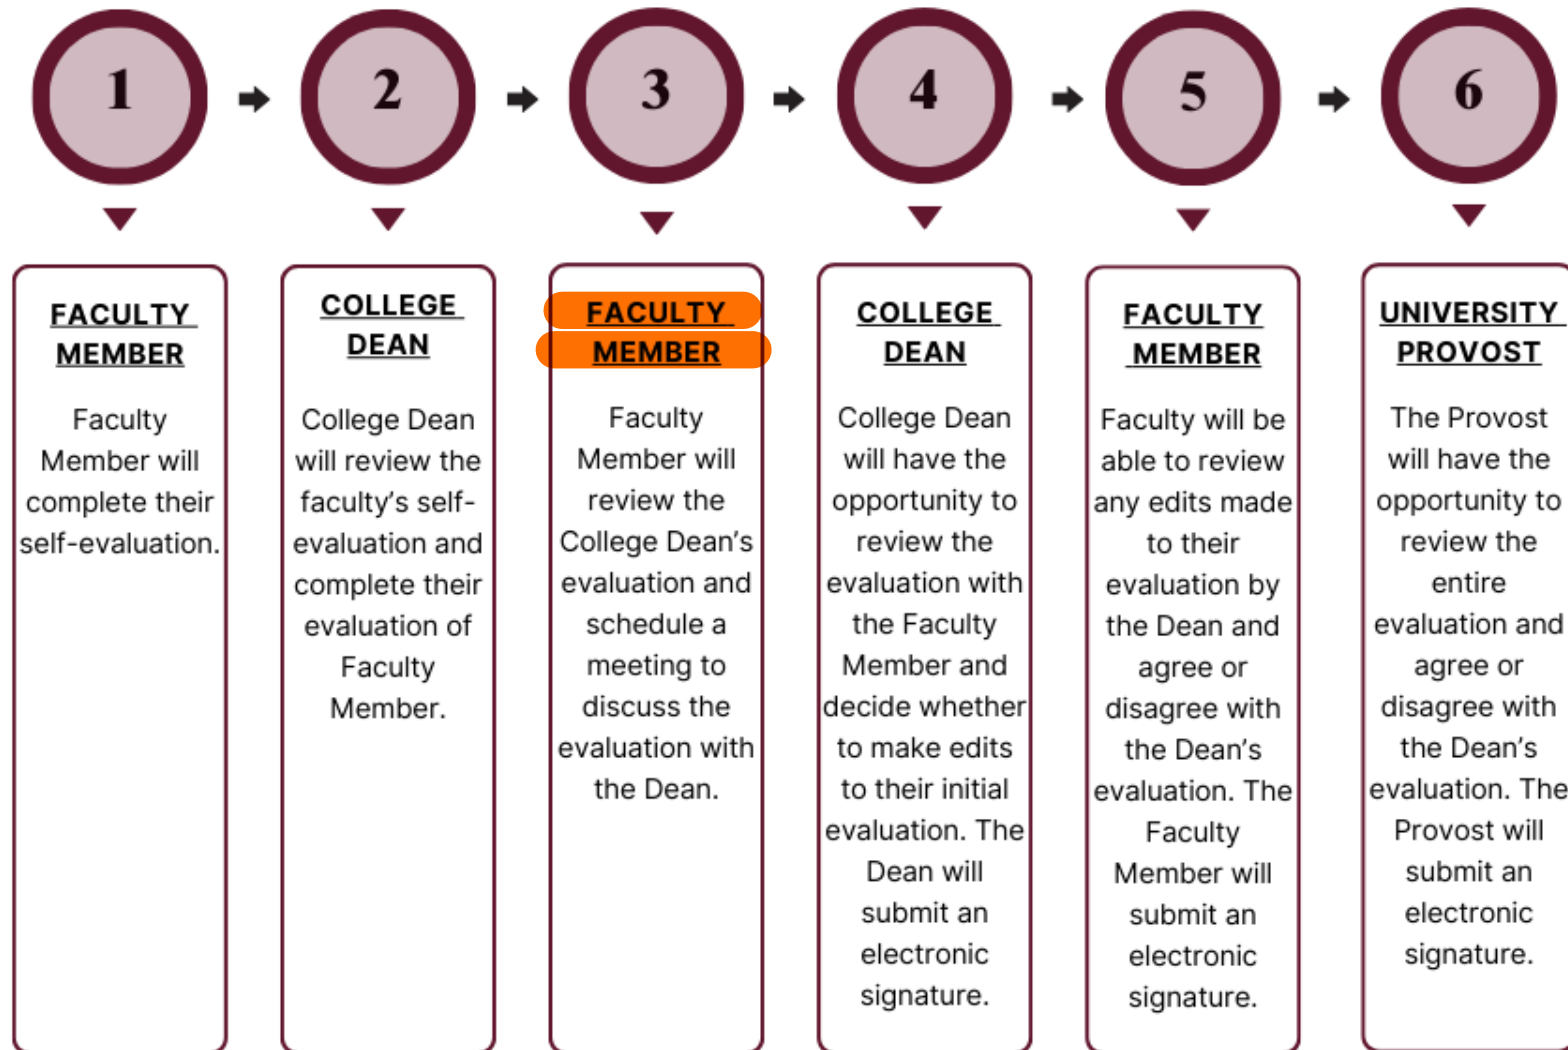 1
2
3
4
5
6
FACULTY
MEMBER
Faculty
Member will
complete their
self-evaluation.
COLLEGE
DEAN
College Dean
will review the
faculty’s self-
evaluation and
complete their
evaluation of
Faculty
Member.
FACULTY
MEMBER
Faculty
Member will
review the
College Dean’s
evaluation and
schedule a
meeting to
discuss the
evaluation with
the Dean.
COLLEGE
DEAN
College Dean
will have the
opportunity to
review the
evaluation with
the Faculty
Member and
decide whether
to make edits
to their initial
evaluation. The
Dean will
submit an
electronic
signature.
FACULTY
MEMBER
Faculty will be
able to review
any edits made
to their
evaluation by
the Dean and
agree or
disagree with
the Dean’s
evaluation. The
Faculty
Member will
submit an
electronic
signature.
UNIVERSITY
PROVOST
The Provost
will have the
opportunity to
review the
entire
evaluation and
agree or
disagree with
the Dean’s
evaluation. The
Provost will
submit an
electronic
signature.